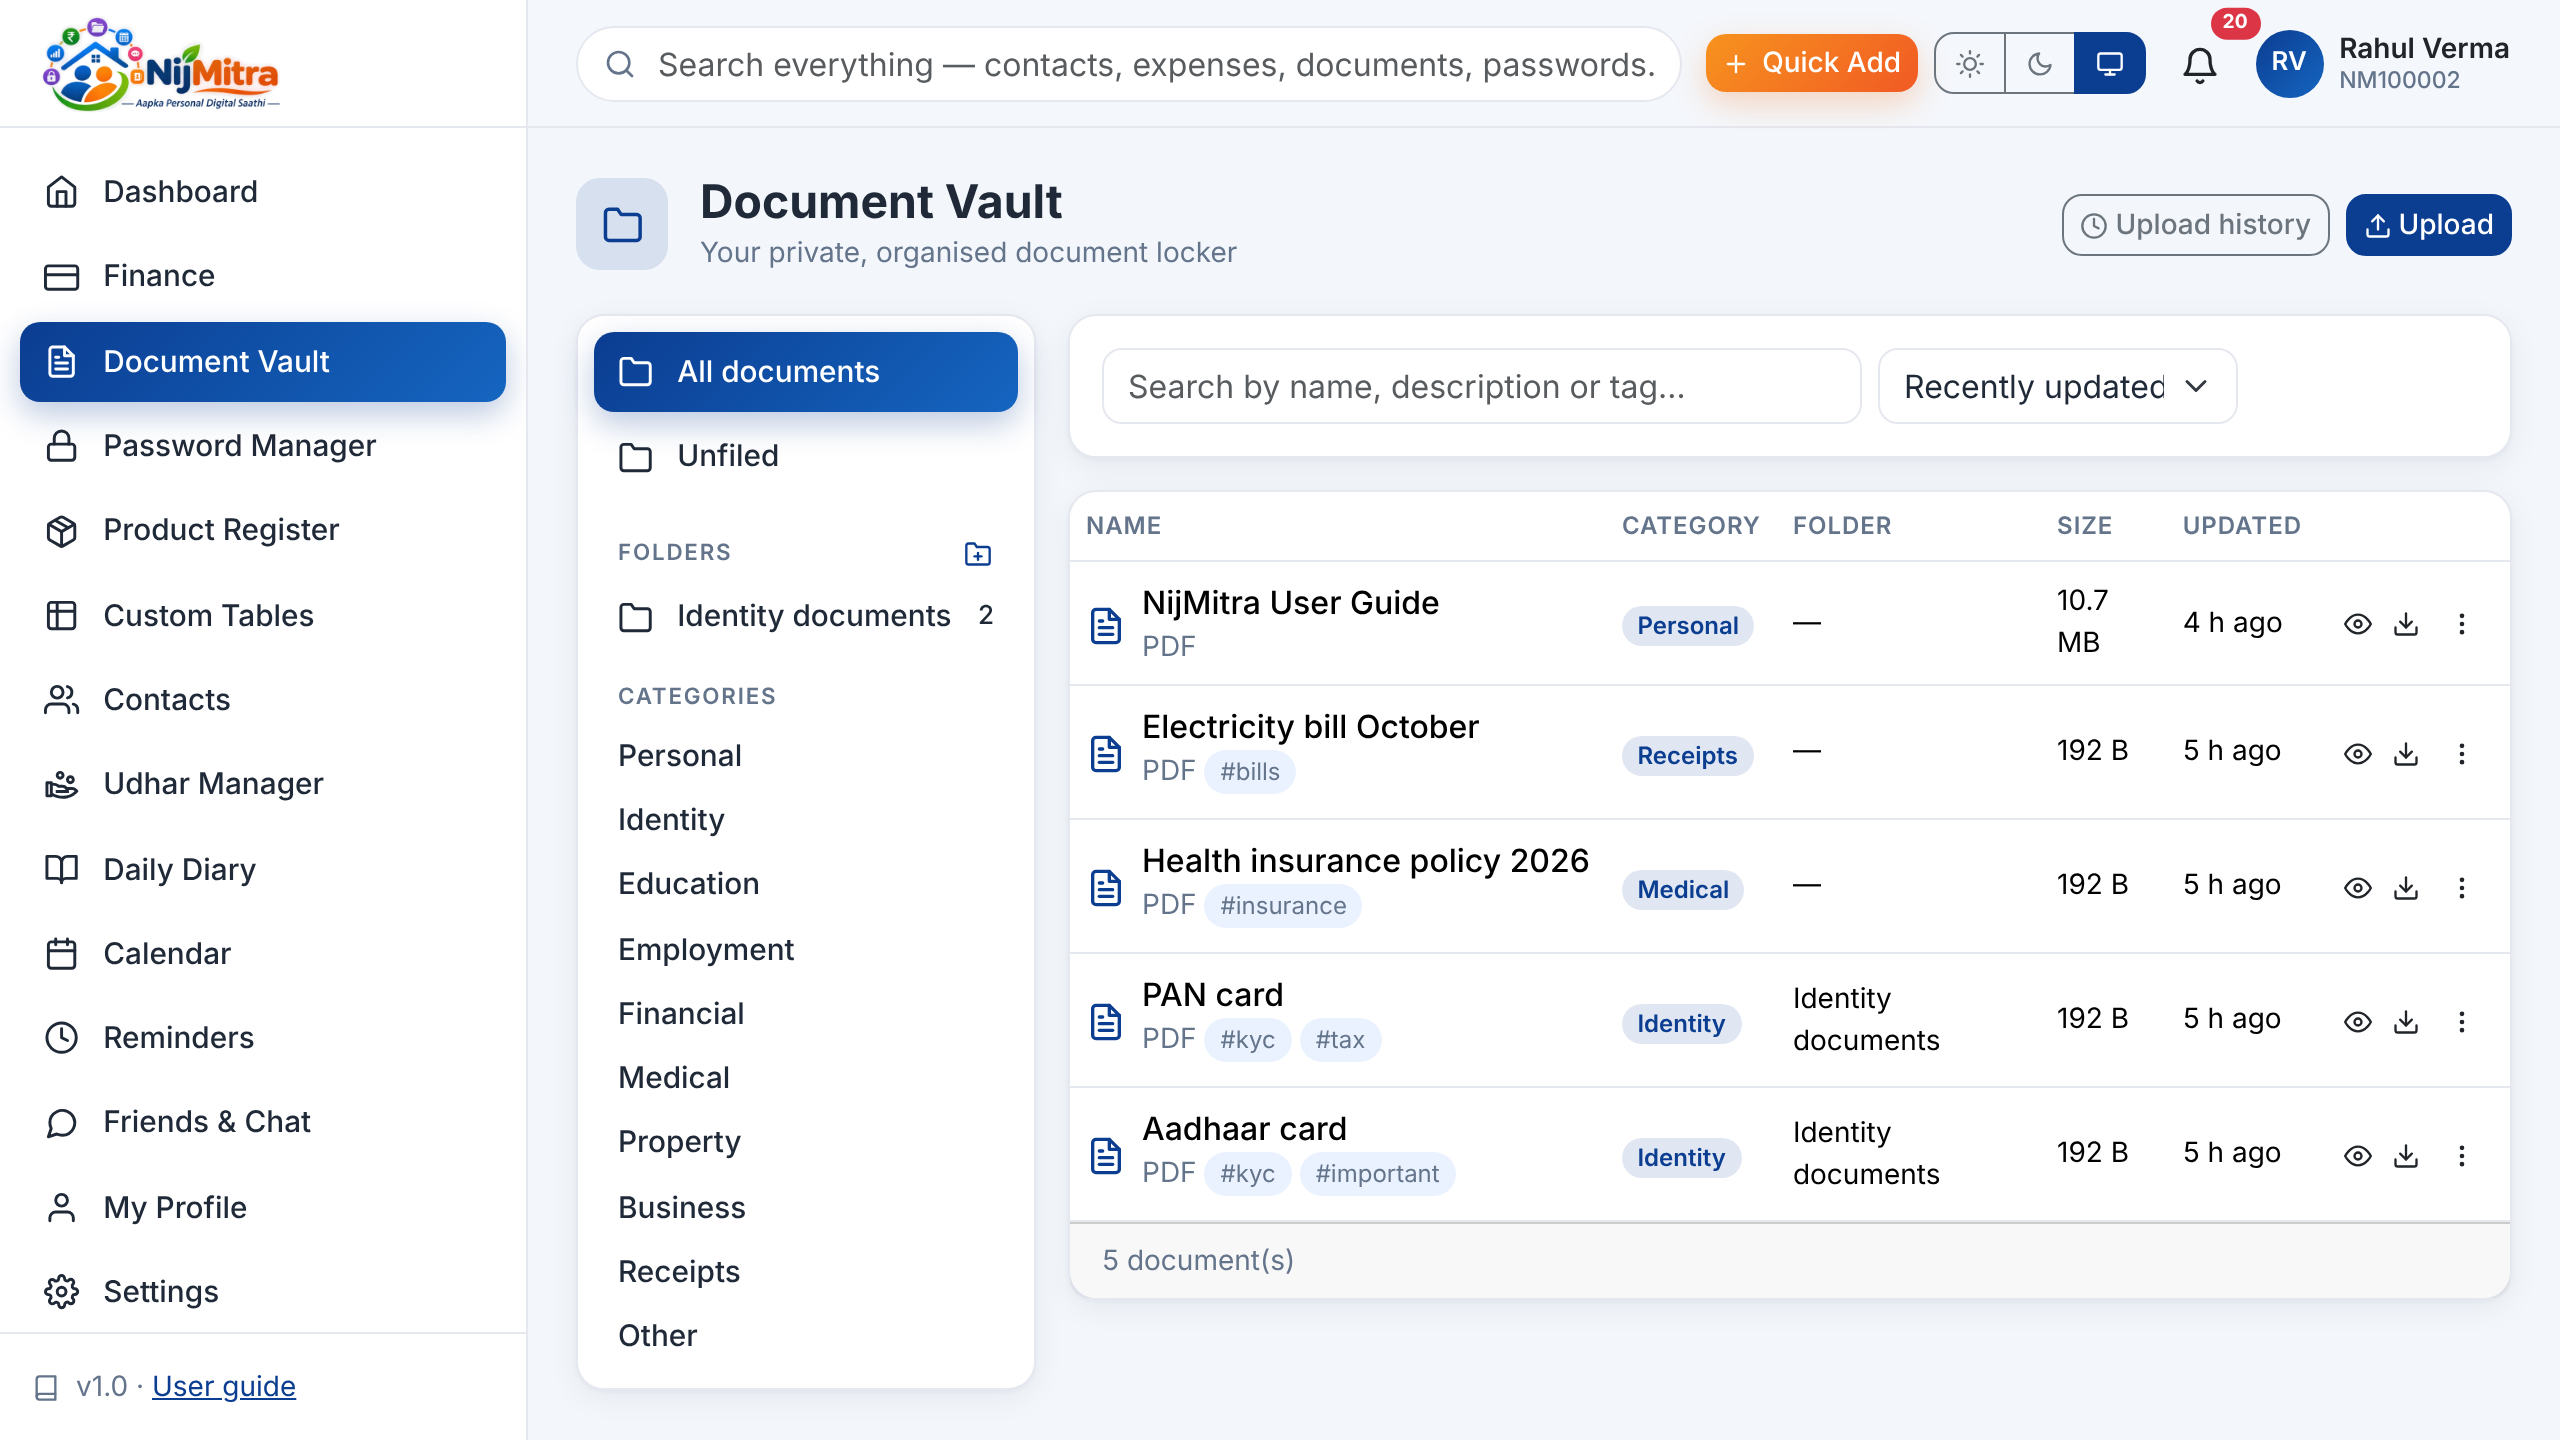 NijMitra
Aapka Personal Digital Saathi
Search everything — contacts, expenses, documents, passwords.
Quick Add
20
RV
Rahul Verma
NM100002
Dashboard
Finance
Document Vault
Password Manager
Product Register
Custom Tables
Contacts
Udhar Manager
Daily Diary
Calendar
Reminders
Friends & Chat
My Profile
Settings
v1.0 · User guide
Document Vault
Your private, organised document locker
Upload history
Upload
All documents
Unfiled
FOLDERS
Identity documents 2
CATEGORIES
Personal
Identity
Education
Employment
Financial
Medical
Property
Business
Receipts
Other
Search by name, description or tag...
Recently updated
NAME CATEGORY FOLDER SIZE UPDATED
NijMitra User Guide
PDF
Personal
—
10.7
MB
4 h ago
Electricity bill October
PDF #bills
Receipts
—
192 B
5 h ago
Health insurance policy 2026
PDF #insurance
Medical
—
192 B
5 h ago
PAN card
PDF #kyc #tax
Identity
Identity
documents
192 B
5 h ago
Aadhaar card
PDF #kyc #important
Identity
Identity
documents
192 B
5 h ago
5 document(s)